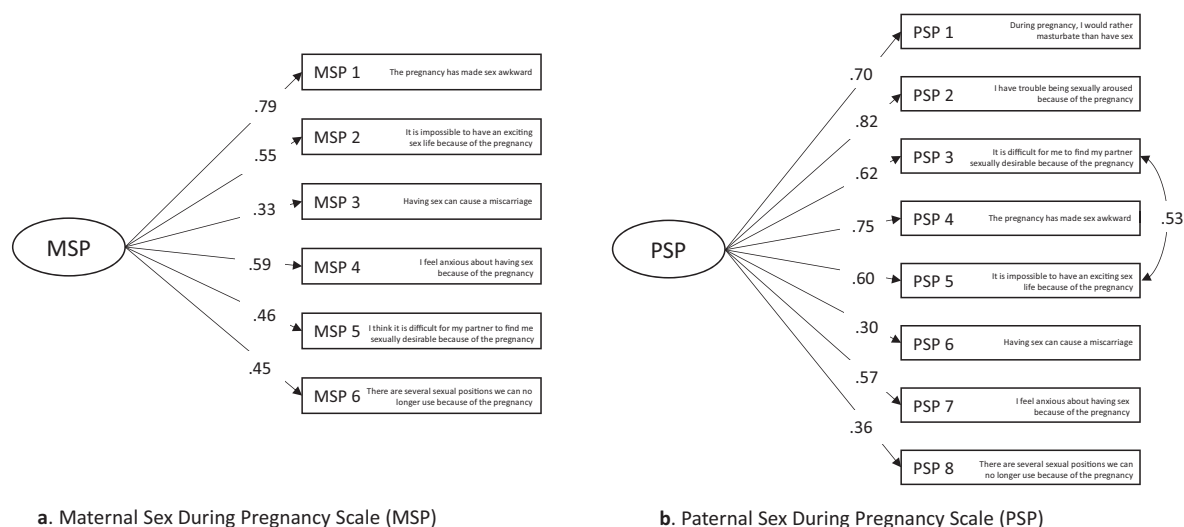 MSP
.79
.55
.33
.59
.46
.45
MSP 1 The pregnancy has made sex awkward
MSP 2 It is impossible to have an exciting
sex life because of the pregnancy
MSP 3 Having sex can cause a miscarriage
MSP 4 I feel anxious about having sex
because of the pregnancy
MSP 5 I think it is difficult for my partner to find me
sexually desirable because of the pregnancy
MSP 6 There are several sexual positions we can no
longer use because of the pregnancy
a. Maternal Sex During Pregnancy Scale (MSP)
PSP
.70
.82
.62
.75
.60
.30
.57
.36
PSP 1 During pregnancy, I would rather
masturbate than have sex
PSP 2 I have trouble being sexually aroused
because of the pregnancy
PSP 3 It is difficult for me to find my partner
sexually desirable because of the pregnancy
PSP 4 The pregnancy has made sex awkward
PSP 5 It is impossible to have an exciting sex
life because of the pregnancy
PSP 6 Having sex can cause a miscarriage
PSP 7 I feel anxious about having sex
because of the pregnancy
PSP 8 There are several sexual positions we can
no longer use because of the pregnancy
.53
b. Paternal Sex During Pregnancy Scale (PSP)